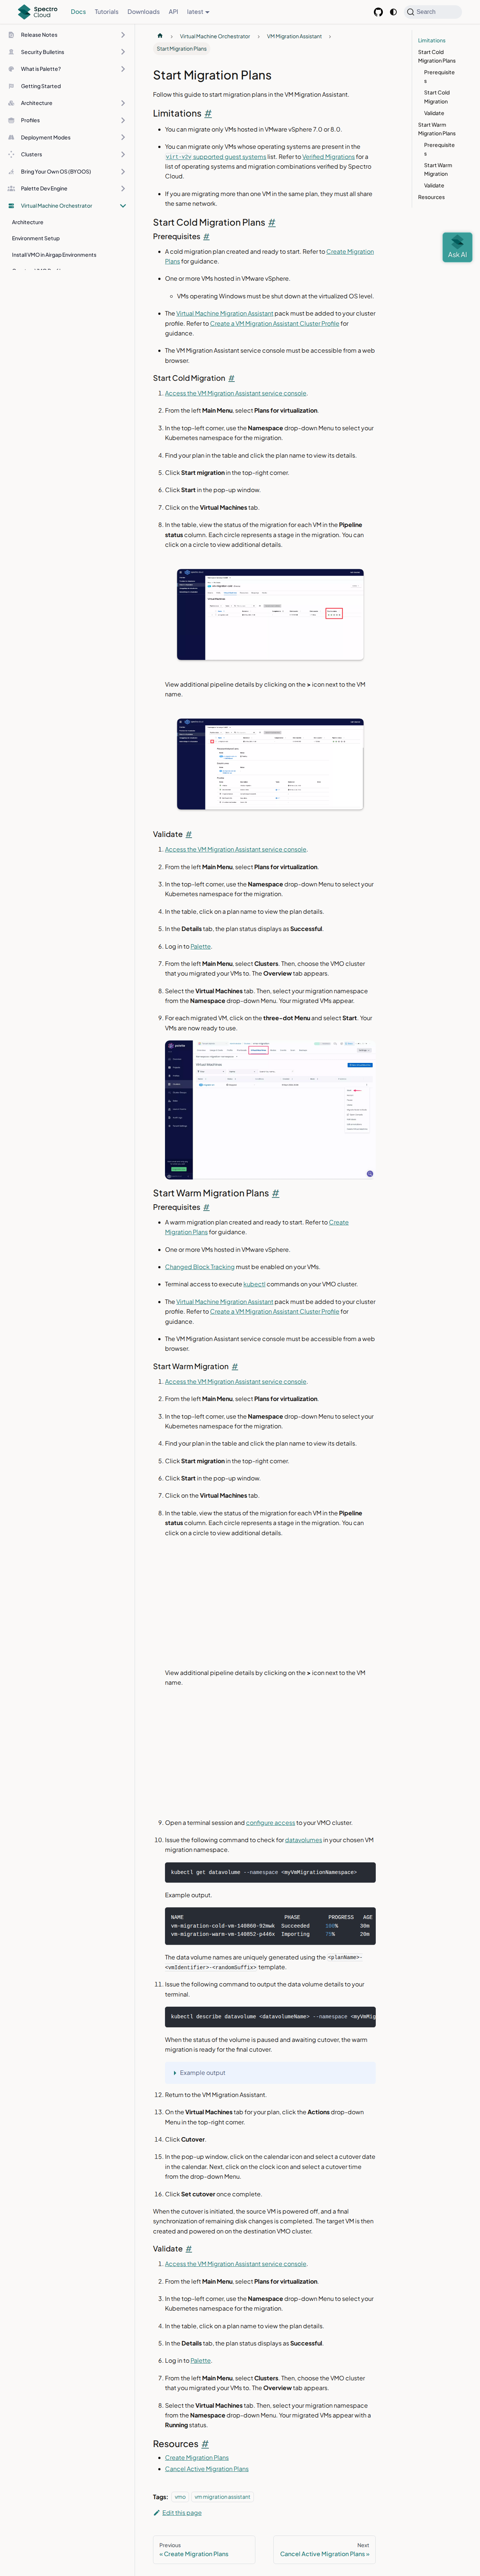 Spectro Cloud
Docs
Tutorials
Downloads
API
latest
Search
Release Notes
Security Bulletins
What is Palette?
Getting Started
Architecture
Profiles
Deployment Modes
Clusters
Bring Your Own OS (BYOOS)
Palette Dev Engine
Virtual Machine Orchestrator
Architecture
Environment Setup
Install VMO in Airgap Environments
Virtual Machine Orchestrator
VM Migration Assistant
Start Migration Plans
Start Migration Plans
Follow this guide to start migration plans in the VM Migration Assistant.
Limitations #
You can migrate only VMs hosted in VMware vSphere 7.0 or 8.0.
You can migrate only VMs whose operating systems are present in the
virt-v2v supported guest systems list. Refer to Verified Migrations for a
list of operating systems and migration combinations verified by Spectro
Cloud.
If you are migrating more than one VM in the same plan, they must all share
the same network.
Start Cold Migration Plans #
Prerequisites #
A cold migration plan created and ready to start. Refer to Create Migration
Plans for guidance.
One or more VMs hosted in VMware vSphere.
VMs operating Windows must be shut down at the virtualized OS level.
The Virtual Machine Migration Assistant pack must be added to your cluster
profile. Refer to Create a VM Migration Assistant Cluster Profile for
guidance.
The VM Migration Assistant service console must be accessible from a web
browser.
Start Cold Migration #
1. Access the VM Migration Assistant service console.
2. From the left Main Menu, select Plans for virtualization.
3. In the top-left corner, use the Namespace drop-down Menu to select your
Kubernetes namespace for the migration.
4. Find your plan in the table and click the plan name to view its details.
5. Click Start migration in the top-right corner.
6. Click Start in the pop-up window.
7. Click on the Virtual Machines tab.
8. In the table, view the status of the migration for each VM in the Pipeline
status column. Each circle represents a stage in the migration. You can
click on a circle to view additional details.
View additional pipeline details by clicking on the > icon next to the VM
name.
Validate #
1. Access the VM Migration Assistant service console.
2. From the left Main Menu, select Plans for virtualization.
3. In the top-left corner, use the Namespace drop-down Menu to select your
Kubernetes namespace for the migration.
4. In the table, click on a plan name to view the plan details.
5. In the Details tab, the plan status displays as Successful.
6. Log in to Palette.
7. From the left Main Menu, select Clusters. Then, choose the VMO cluster
that you migrated your VMs to. The Overview tab appears.
8. Select the Virtual Machines tab. Then, select your migration namespace
from the Namespace drop-down Menu. Your migrated VMs appear.
9. For each migrated VM, click on the three-dot Menu and select Start. Your
VMs are now ready to use.
Start Warm Migration Plans #
Prerequisites #
A warm migration plan created and ready to start. Refer to Create
Migration Plans for guidance.
One or more VMs hosted in VMware vSphere.
Changed Block Tracking must be enabled on your VMs.
Terminal access to execute kubectl commands on your VMO cluster.
The Virtual Machine Migration Assistant pack must be added to your cluster
profile. Refer to Create a VM Migration Assistant Cluster Profile for
guidance.
The VM Migration Assistant service console must be accessible from a web
browser.
Start Warm Migration #
1. Access the VM Migration Assistant service console.
2. From the left Main Menu, select Plans for virtualization.
3. In the top-left corner, use the Namespace drop-down Menu to select your
Kubernetes namespace for the migration.
4. Find your plan in the table and click the plan name to view its details.
5. Click Start migration in the top-right corner.
6. Click Start in the pop-up window.
7. Click on the Virtual Machines tab.
8. In the table, view the status of the migration for each VM in the Pipeline
status column. Each circle represents a stage in the migration. You can
click on a circle to view additional details.
View additional pipeline details by clicking on the > icon next to the VM
name.
9. Open a terminal session and configure access to your VMO cluster.
10. Issue the following command to check for datavolumes in your chosen VM
migration namespace.
kubectl get datavolume --namespace <myVmMigrationNamespace>
Example output.
NAME PHASE PROGRESS AGE
vm-migration-cold-vm-140860-92mwk Succeeded 100% 30m
vm-migration-warm-vm-140852-p446x Importing 75% 20m
The data volume names are uniquely generated using the <planName>-
<vmIdentifier>-<randomSuffix> template.
11. Issue the following command to output the data volume details to your
terminal.
kubectl describe datavolume <datavolumeName> --namespace <myVmMig
When the status of the volume is paused and awaiting cutover, the warm
migration is ready for the final cutover.
Example output
12. Return to the VM Migration Assistant.
13. On the Virtual Machines tab for your plan, click the Actions drop-down
Menu in the top-right corner.
14. Click Cutover.
15. In the pop-up window, click on the calendar icon and select a cutover date
in the calendar. Next, click on the clock icon and select a cutover time
from the drop-down Menu.
16. Click Set cutover once complete.
When the cutover is initiated, the source VM is powered off, and a final
synchronization of remaining disk changes is completed. The target VM is then
created and powered on on the destination VMO cluster.
Validate #
1. Access the VM Migration Assistant service console.
2. From the left Main Menu, select Plans for virtualization.
3. In the top-left corner, use the Namespace drop-down Menu to select your
Kubernetes namespace for the migration.
4. In the table, click on a plan name to view the plan details.
5. In the Details tab, the plan status displays as Successful.
6. Log in to Palette.
7. From the left Main Menu, select Clusters. Then, choose the VMO cluster
that you migrated your VMs to. The Overview tab appears.
8. Select the Virtual Machines tab. Then, select your migration namespace
from the Namespace drop-down Menu. Your migrated VMs appear with a
Running status.
Resources #
Create Migration Plans
Cancel Active Migration Plans
Tags: vmo vm migration assistant
Edit this page
Previous
« Create Migration Plans
Next
Cancel Active Migration Plans »
Limitations
Start Cold
Migration Plans
Prerequisite
s
Start Cold
Migration
Validate
Start Warm
Migration Plans
Prerequisite
s
Start Warm
Migration
Validate
Resources
Ask AI